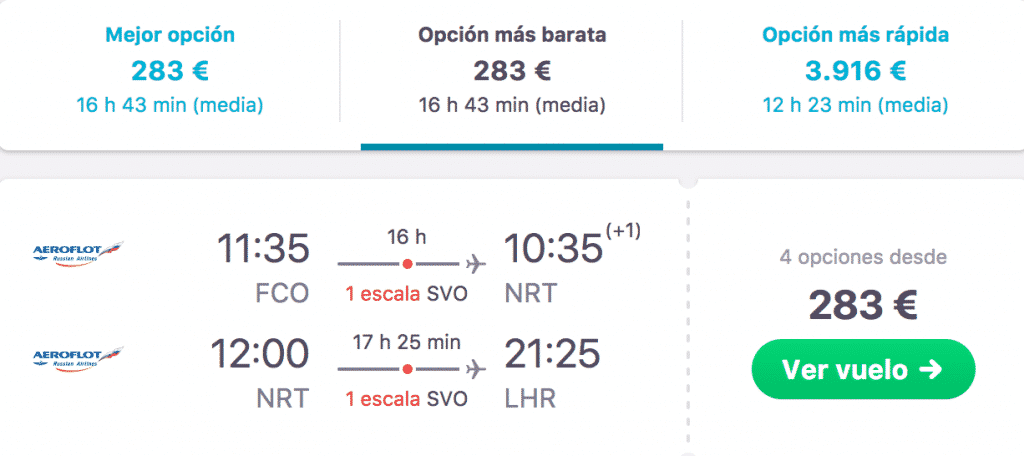 Mejor opción
283 €
16 h 43 min (media)
Opción más barata
283 €
16 h 43 min (media)
Opción más rápida
3.916 €
12 h 23 min (media)
AEROFLOT
Russian Airlines
11:35
FCO
16 h
1 escala SVO
10:35 (+1)
NRT
AEROFLOT
Russian Airlines
12:00
NRT
17 h 25 min
1 escala SVO
21:25
LHR
4 opciones desde
283 €
Ver vuelo →